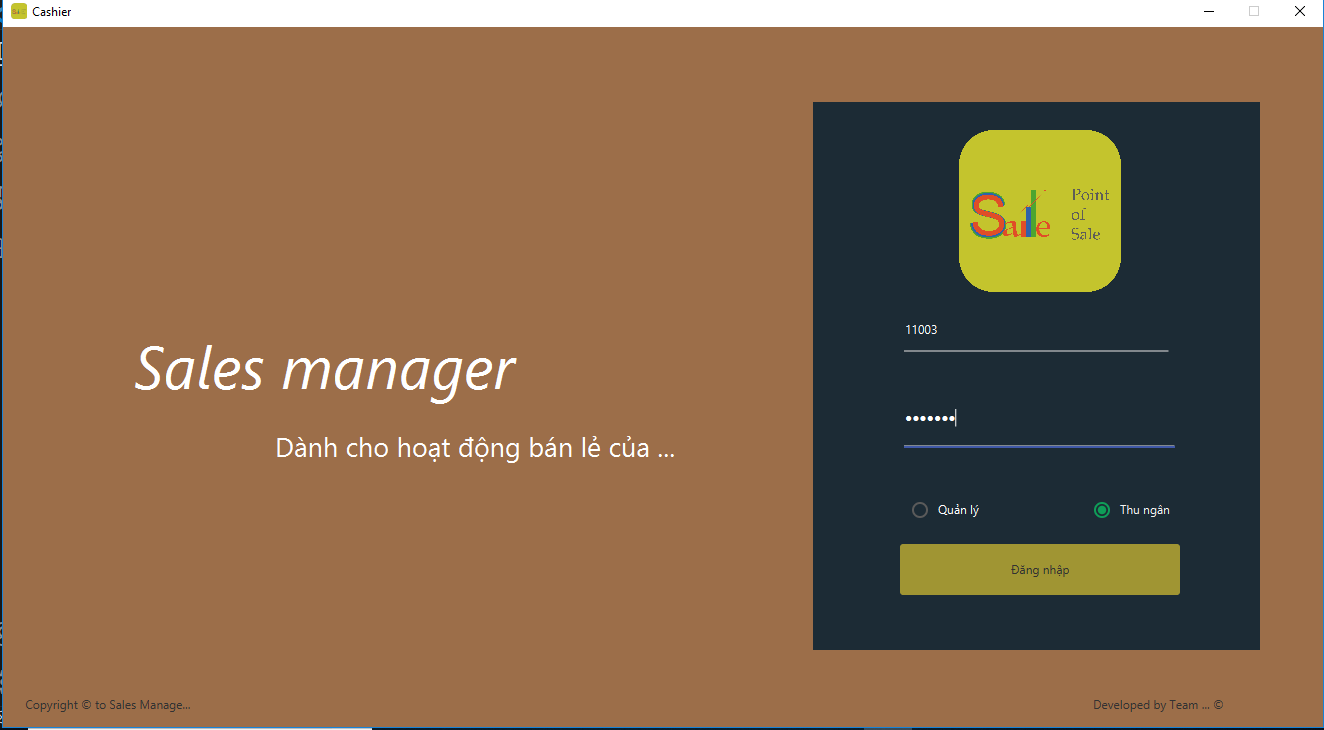 Cashier
Sale
Point
of
Sale
11003
•••••••
Sales manager
Dành cho hoạt động bán lẻ của ...
Quản lý
Thu ngân
Đăng nhập
Copyright © to Sales Manage...
Developed by Team ... ©